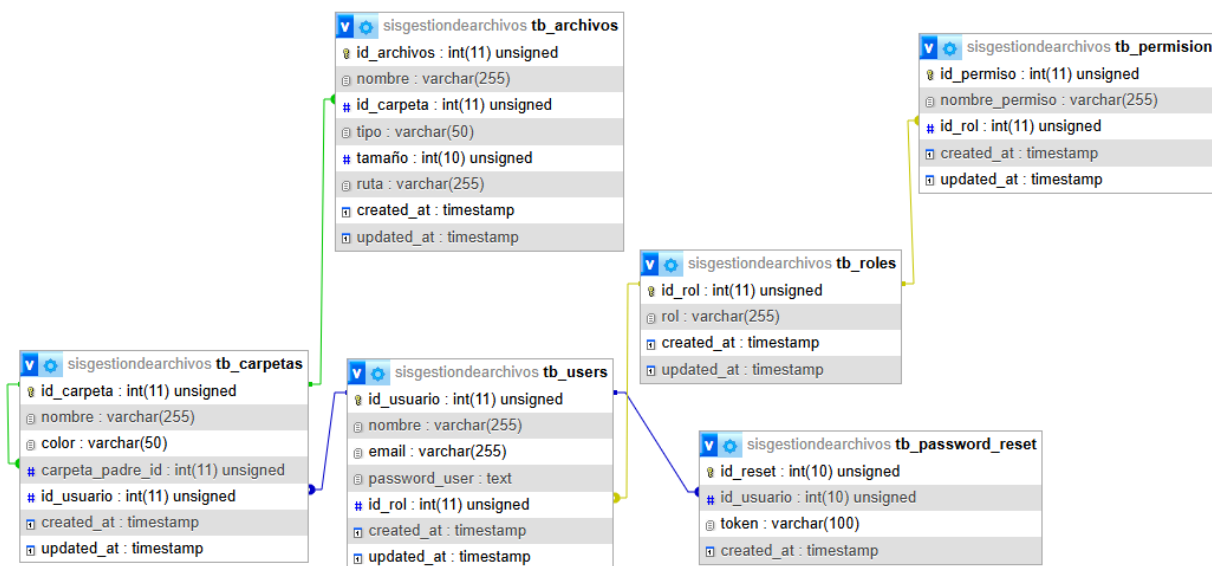 sisgestiondearchivos tb_archivos
id_archivos : int(11) unsigned
nombre : varchar(255)
id_carpeta : int(11) unsigned
tipo : varchar(50)
tamaño : int(10) unsigned
ruta : varchar(255)
created_at : timestamp
updated_at : timestamp
sisgestiondearchivos tb_permision
id_permiso : int(11) unsigned
nombre_permiso : varchar(255)
id_rol : int(11) unsigned
created_at : timestamp
updated_at : timestamp
sisgestiondearchivos tb_roles
id_rol : int(11) unsigned
rol : varchar(255)
created_at : timestamp
updated_at : timestamp
sisgestiondearchivos tb_carpetas
id_carpeta : int(11) unsigned
nombre : varchar(255)
color : varchar(50)
carpeta_padre_id : int(11) unsigned
id_usuario : int(11) unsigned
created_at : timestamp
updated_at : timestamp
sisgestiondearchivos tb_users
id_usuario : int(11) unsigned
nombre : varchar(255)
email : varchar(255)
password_user : text
id_rol : int(11) unsigned
created_at : timestamp
updated_at : timestamp
sisgestiondearchivos tb_password_reset
id_reset : int(10) unsigned
id_usuario : int(10) unsigned
token : varchar(100)
created_at : timestamp